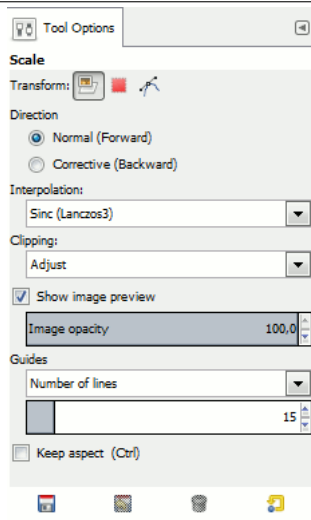 Tool Options
Scale
Transform:
Direction
Normal (Forward)
Corrective (Backward)
Interpolation:
Sinc (Lanczos3)
Clipping:
Adjust
Show image preview
Image opacity 100,0
Guides
Number of lines
15
Keep aspect (Ctrl)